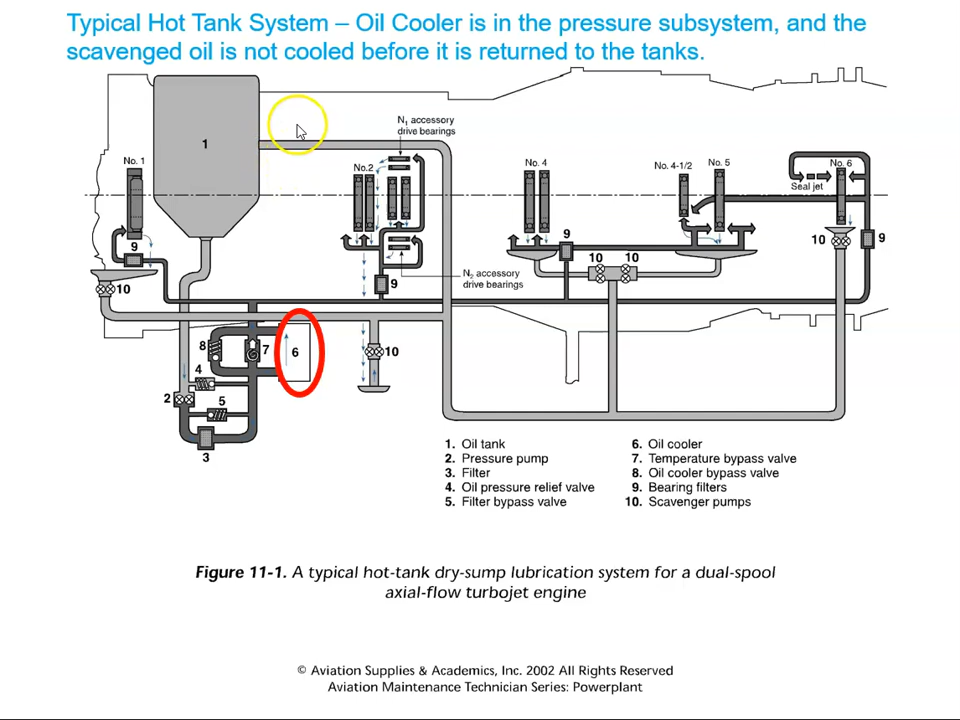 Typical Hot Tank System – Oil Cooler is in the pressure subsystem, and the
scavenged oil is not cooled before it is returned to the tanks.
N1 accessory
drive bearings
1
No. 1
No.2
No. 4
No. 4-1/2
No. 5
No. 6
Seal jet
9
9
10
9
10
10
N2 accessory
drive bearings
9
10
8
7
6
10
4
2
5
3
1. Oil tank
2. Pressure pump
3. Filter
4. Oil pressure relief valve
5. Filter bypass valve
6. Oil cooler
7. Temperature bypass valve
8. Oil cooler bypass valve
9. Bearing filters
10. Scavenger pumps
Figure 11-1. A typical hot-tank dry-sump lubrication system for a dual-spool
axial-flow turbojet engine
© Aviation Supplies & Academics, Inc. 2002 All Rights Reserved
Aviation Maintenance Technician Series: Powerplant